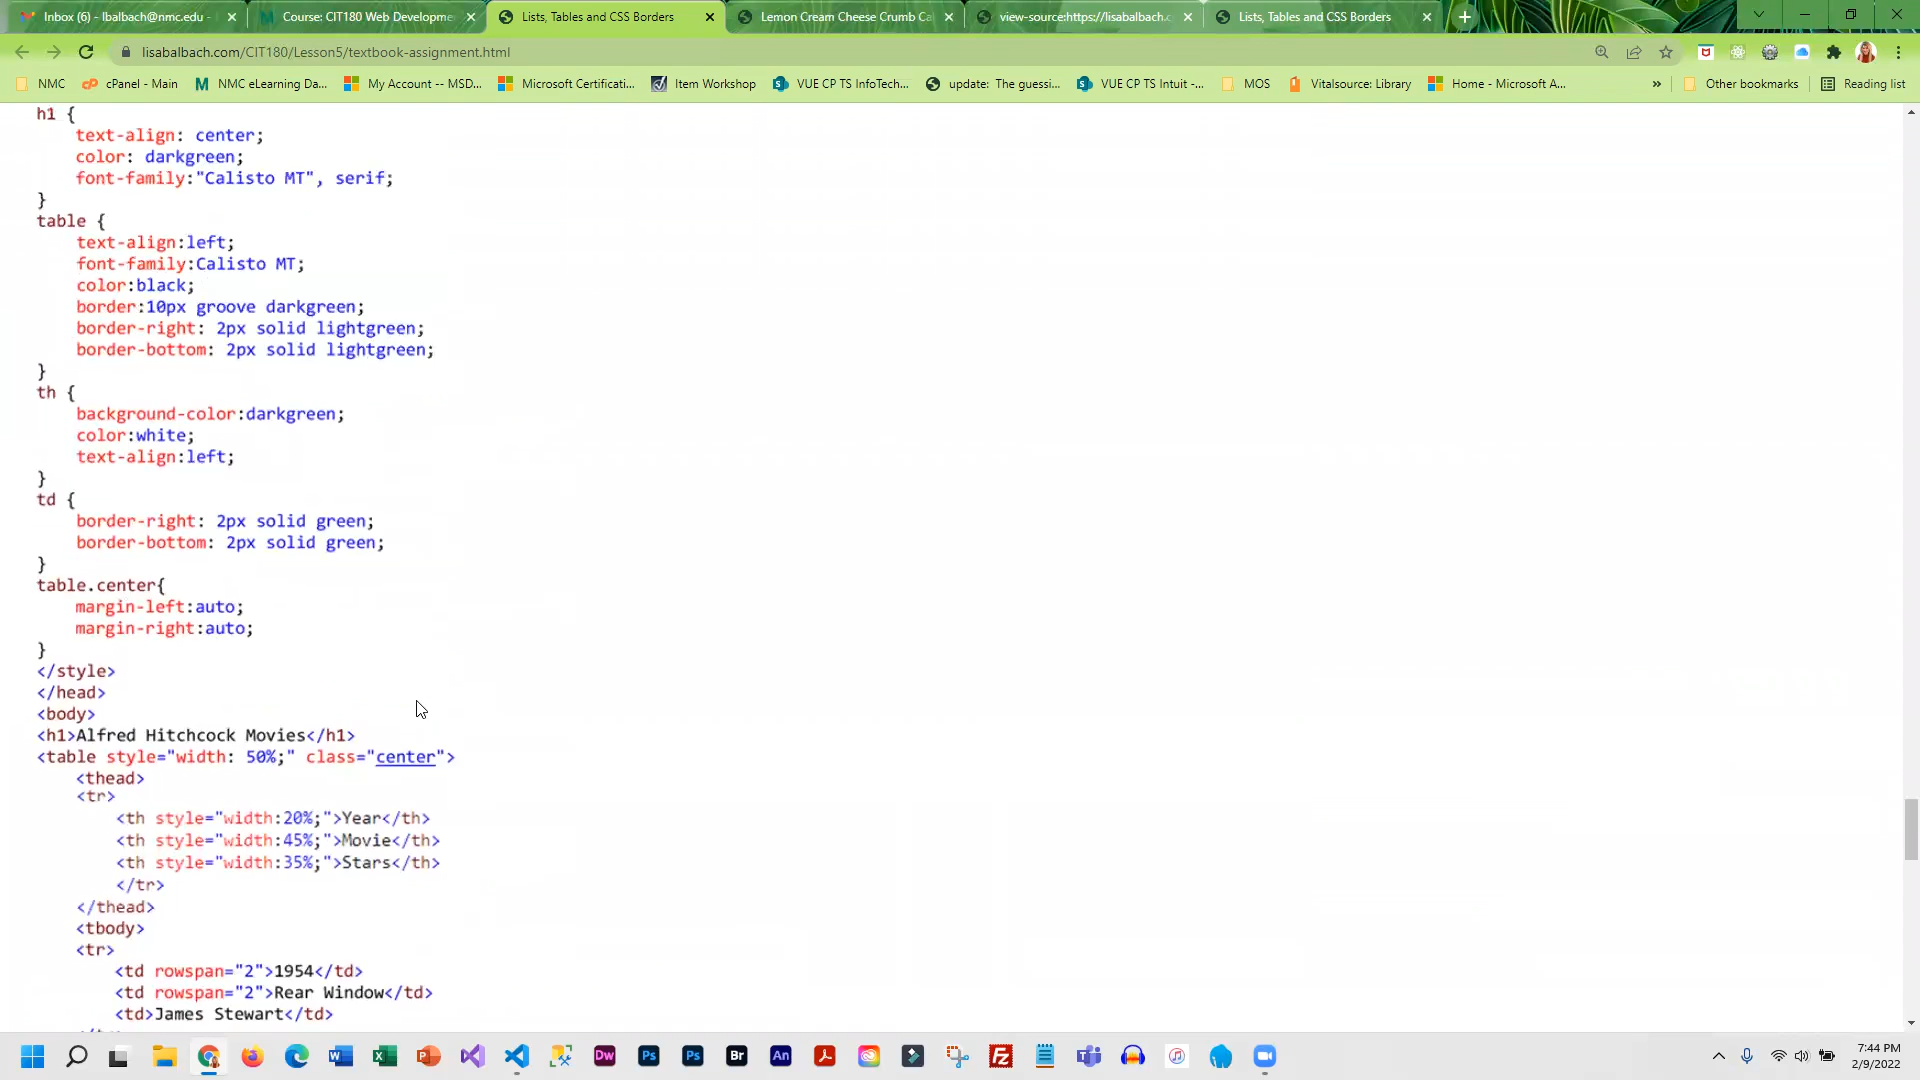 Inbox (6) - lbalbach@nmc.edu -
Course: CIT180 Web Developme
Lists, Tables and CSS Borders
Lemon Cream Cheese Crumb Ca
view-source:https://lisabalbach.c
Lists, Tables and CSS Borders
lisabalbach.com/CIT180/Lesson5/textbook-assignment.html
NMC
cPanel - Main
NMC eLearning Da...
My Account -- MSD...
Microsoft Certificati...
Item Workshop
VUE CP TS InfoTech...
update: The guessi...
VUE CP TS Intuit -...
MOS
Vitalsource: Library
Home - Microsoft A...
»
Other bookmarks
Reading list
h1 {
text-align: center;
color: darkgreen;
font-family:"Calisto MT", serif;
}
table {
text-align:left;
font-family:Calisto MT;
color:black;
border:10px groove darkgreen;
border-right: 2px solid lightgreen;
border-bottom: 2px solid lightgreen;
}
th {
background-color:darkgreen;
color:white;
text-align:left;
}
td {
border-right: 2px solid green;
border-bottom: 2px solid green;
}
table.center{
margin-left:auto;
margin-right:auto;
}
</style>
</head>
<body>
<h1>Alfred Hitchcock Movies</h1>
<table style="width: 50%;" class="center">
<thead>
<tr>
<th style="width:20%;">Year</th>
<th style="width:45%;">Movie</th>
<th style="width:35%;">Stars</th>
</tr>
</thead>
<tbody>
<tr>
<td rowspan="2">1954</td>
<td rowspan="2">Rear Window</td>
<td>James Stewart</td>
Dw
Ps
Ps
Br
An
Fz
7:44 PM
2/9/2022